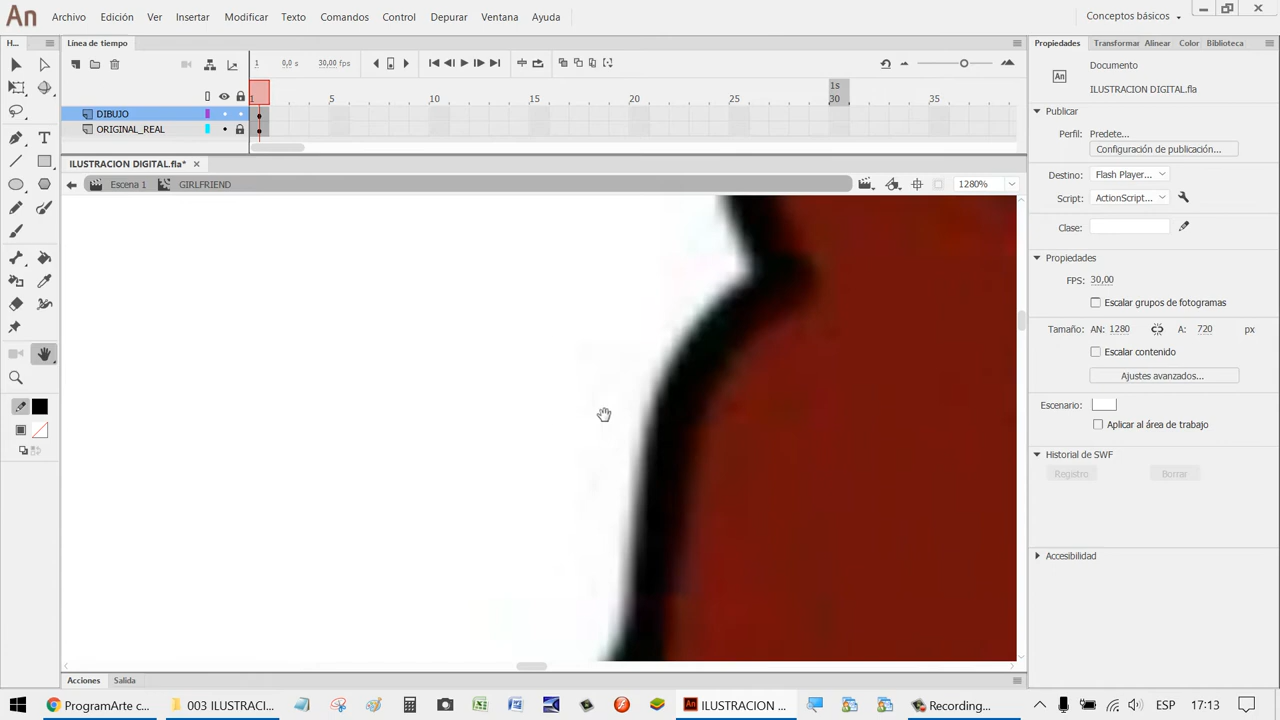 An Archivo Edición Ver Insertar Modificar Texto Comandos Control Depurar Ventana Ayuda Conceptos básicos
H... Línea de tiempo Propiedades Transformar Alinear Color Biblioteca
1 0,0 s 30,00 fps
An Documento
ILUSTRACION DIGITAL.fla
1s
1 5 10 15 20 25 30 35
DIBUJO
ORIGINAL_REAL
Publicar
Perfil: Predete...
Configuración de publicación...
ILUSTRACION DIGITAL.fla*
Escena 1 GIRLFRIEND 1280%
Destino: Flash Player...
Script: ActionScript...
Clase:
Propiedades
FPS: 30,00
Escalar grupos de fotogramas
Tamaño: AN: 1280 A: 720 px
Escalar contenido
Ajustes avanzados...
Escenario:
Aplicar al área de trabajo
Historial de SWF
Registro Borrar
Accesibilidad
Acciones Salida
ProgramArte c... 003 ILUSTRACI... An ILUSTRACION ... Recording... ESP 17:13